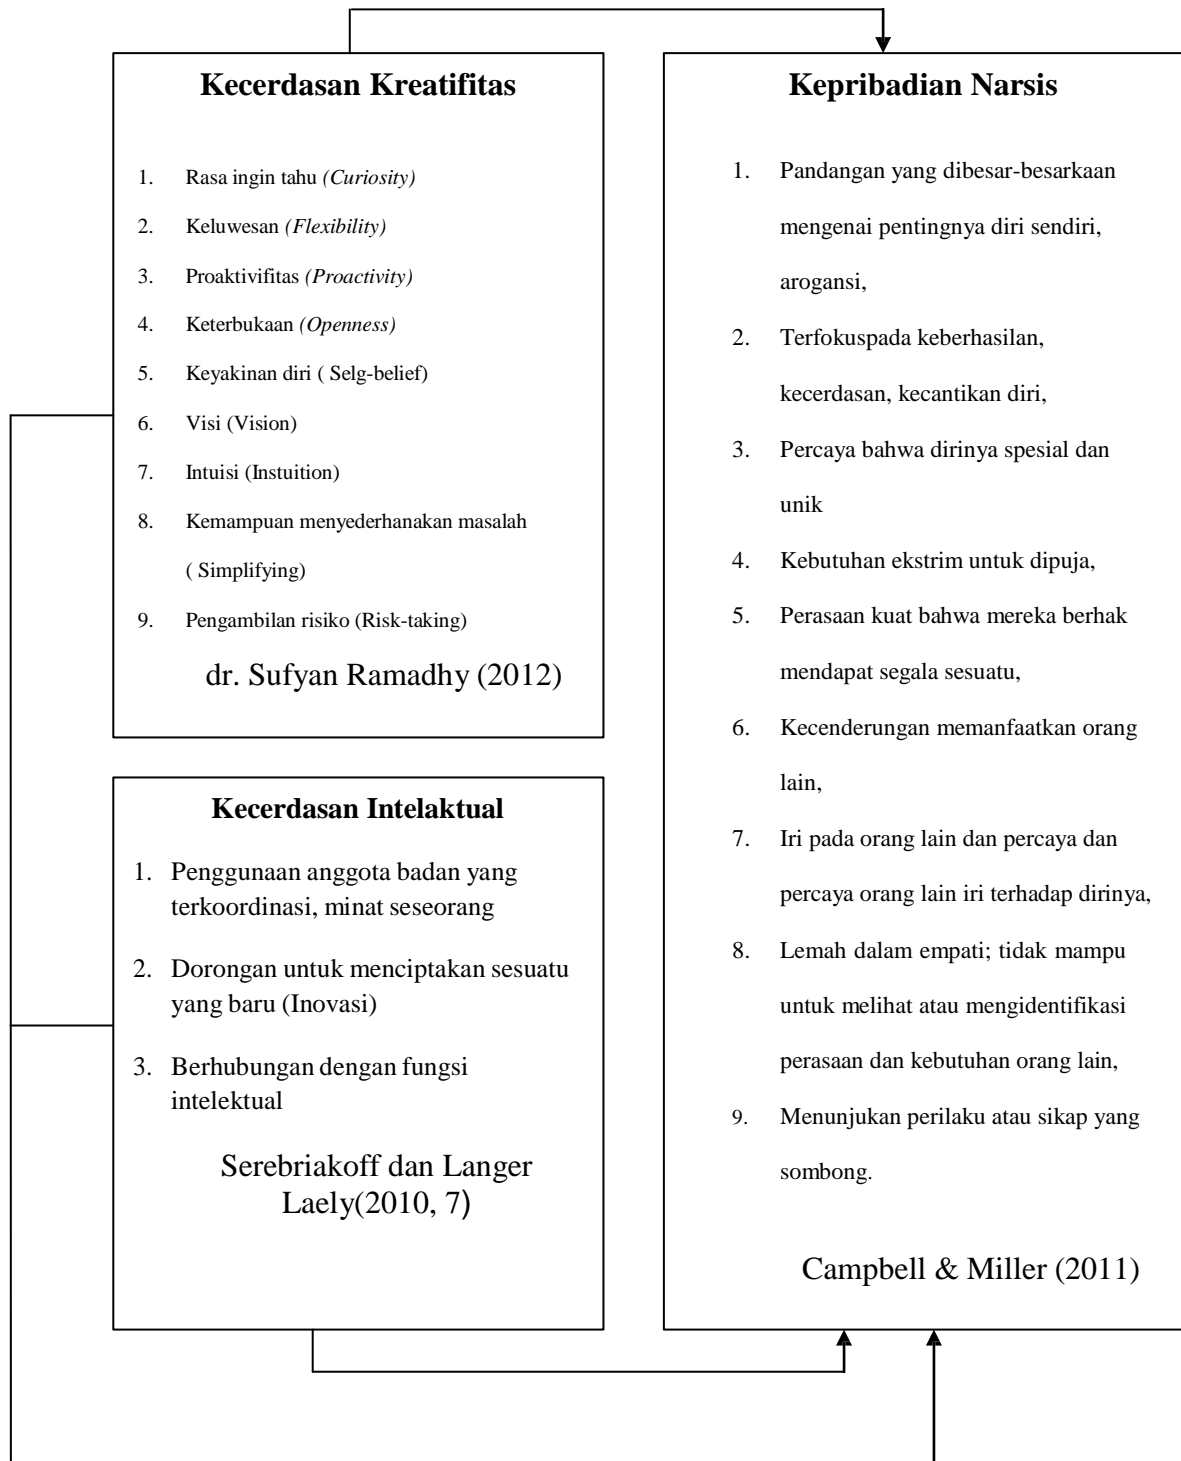 Kecerdasan Kreatifitas
1. Rasa ingin tahu (Curiosity)
2. Keluwesan (Flexibility)
3. Proaktivifitas (Proactivity)
4. Keterbukaan (Openness)
5. Keyakinan diri ( Selg-belief)
6. Visi (Vision)
7. Intuisi (Instuition)
8. Kemampuan menyederhanakan masalah
( Simplifying)
9. Pengambilan risiko (Risk-taking)
dr. Sufyan Ramadhy (2012)
Kecerdasan Intelaktual
1. Penggunaan anggota badan yang
terkoordinasi, minat seseorang
2. Dorongan untuk menciptakan sesuatu
yang baru (Inovasi)
3. Berhubungan dengan fungsi
intelektual
Serebriakoff dan Langer
Laely(2010, 7)
Kepribadian Narsis
1. Pandangan yang dibesar-besarkaan
mengenai pentingnya diri sendiri,
arogansi,
2. Terfokuspada keberhasilan,
kecerdasan, kecantikan diri,
3. Percaya bahwa dirinya spesial dan
unik
4. Kebutuhan ekstrim untuk dipuja,
5. Perasaan kuat bahwa mereka berhak
mendapat segala sesuatu,
6. Kecenderungan memanfaatkan orang
lain,
7. Iri pada orang lain dan percaya dan
percaya orang lain iri terhadap dirinya,
8. Lemah dalam empati; tidak mampu
untuk melihat atau mengidentifikasi
perasaan dan kebutuhan orang lain,
9. Menunjukan perilaku atau sikap yang
sombong.
Campbell & Miller (2011)